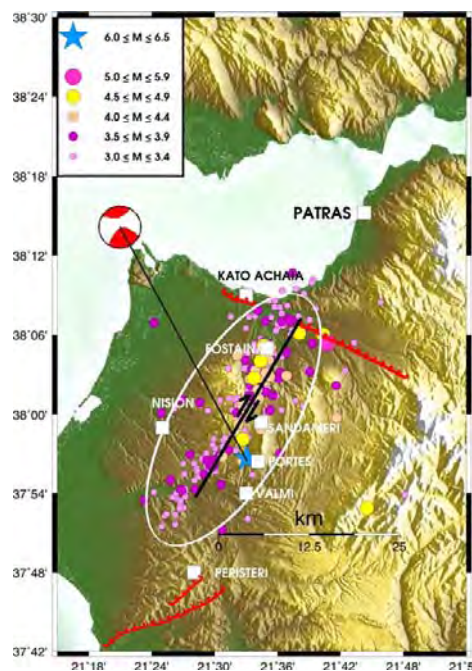 38°30'
38°24'
38°18'
38°12'
38°06'
38°00'
37°54'
37°48'
37°42'
6.0 ≤ M ≤ 6.5
5.0 ≤ M ≤ 5.9
4.5 ≤ M ≤ 4.9
4.0 ≤ M ≤ 4.4
3.5 ≤ M ≤ 3.9
3.0 ≤ M ≤ 3.4
PATRAS
KATO ACHAIA
FOSTAINA
NISION
SANDAMERI
PORTES
VALMI
km
0 12.5 25
PERISTERI
21°18' 21°24' 21°30' 21°36' 21°42' 21°48'